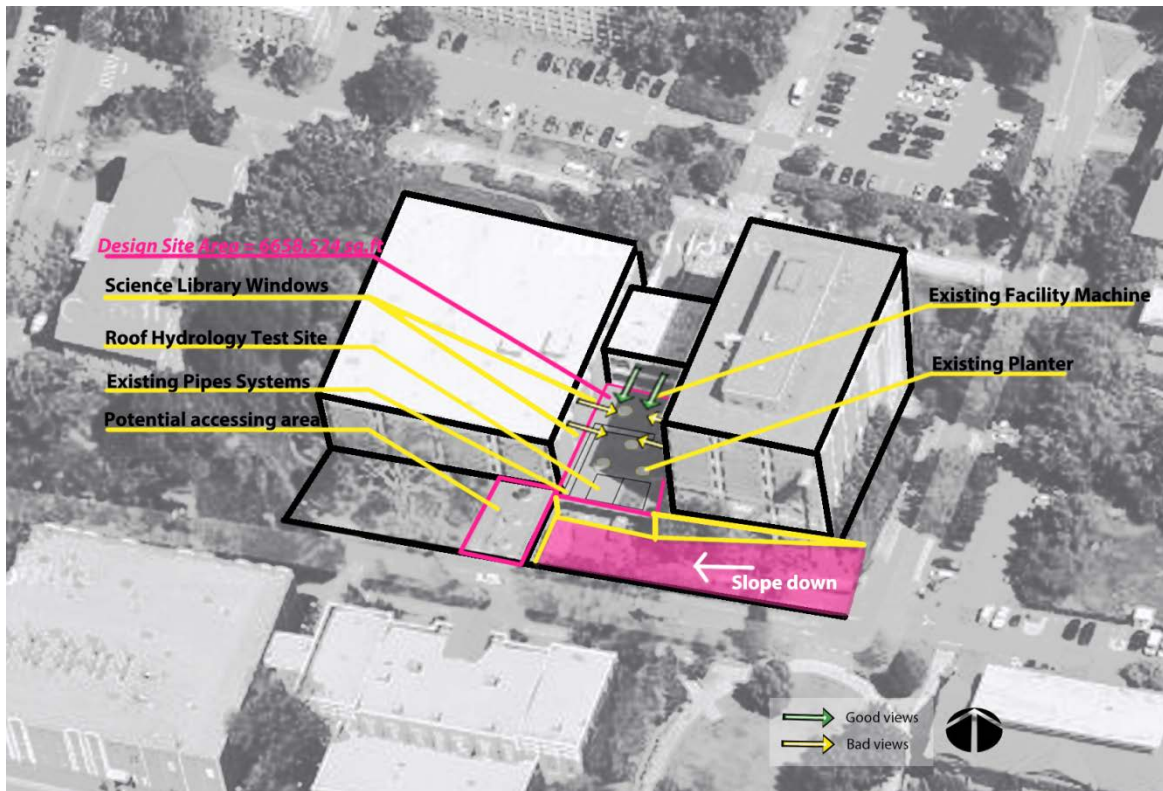 Design Site Area = 6658.524 sq.ft
Science Library Windows
Roof Hydrology Test Site
Existing Pipes Systems
Potential accessing area
Existing Facility Machine
Existing Planter
Slope down
Good views
Bad views